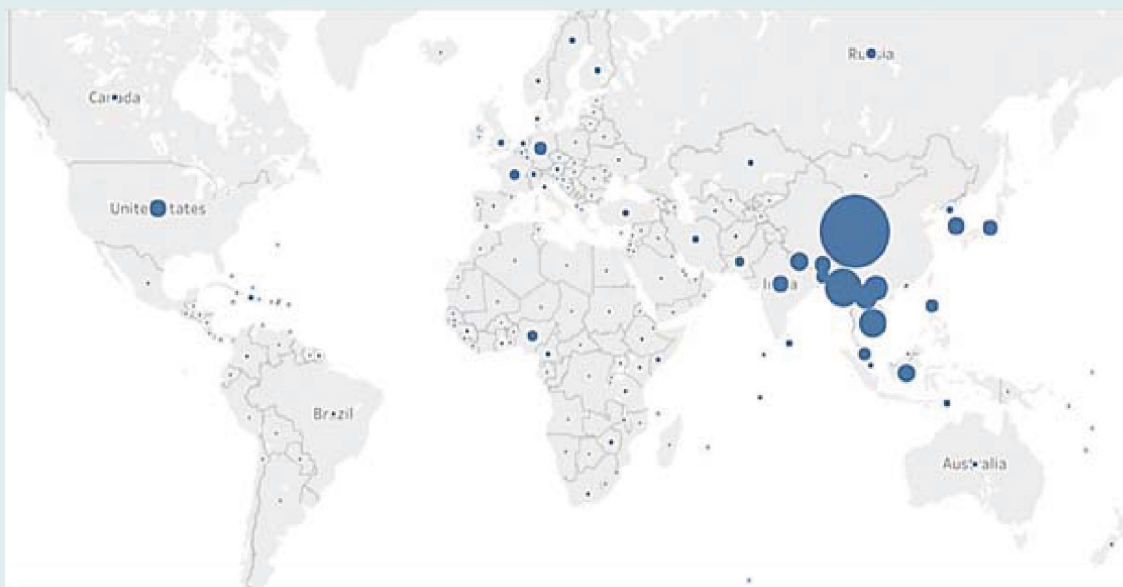 Russia
Canada
United States
India
Brazil
Australia